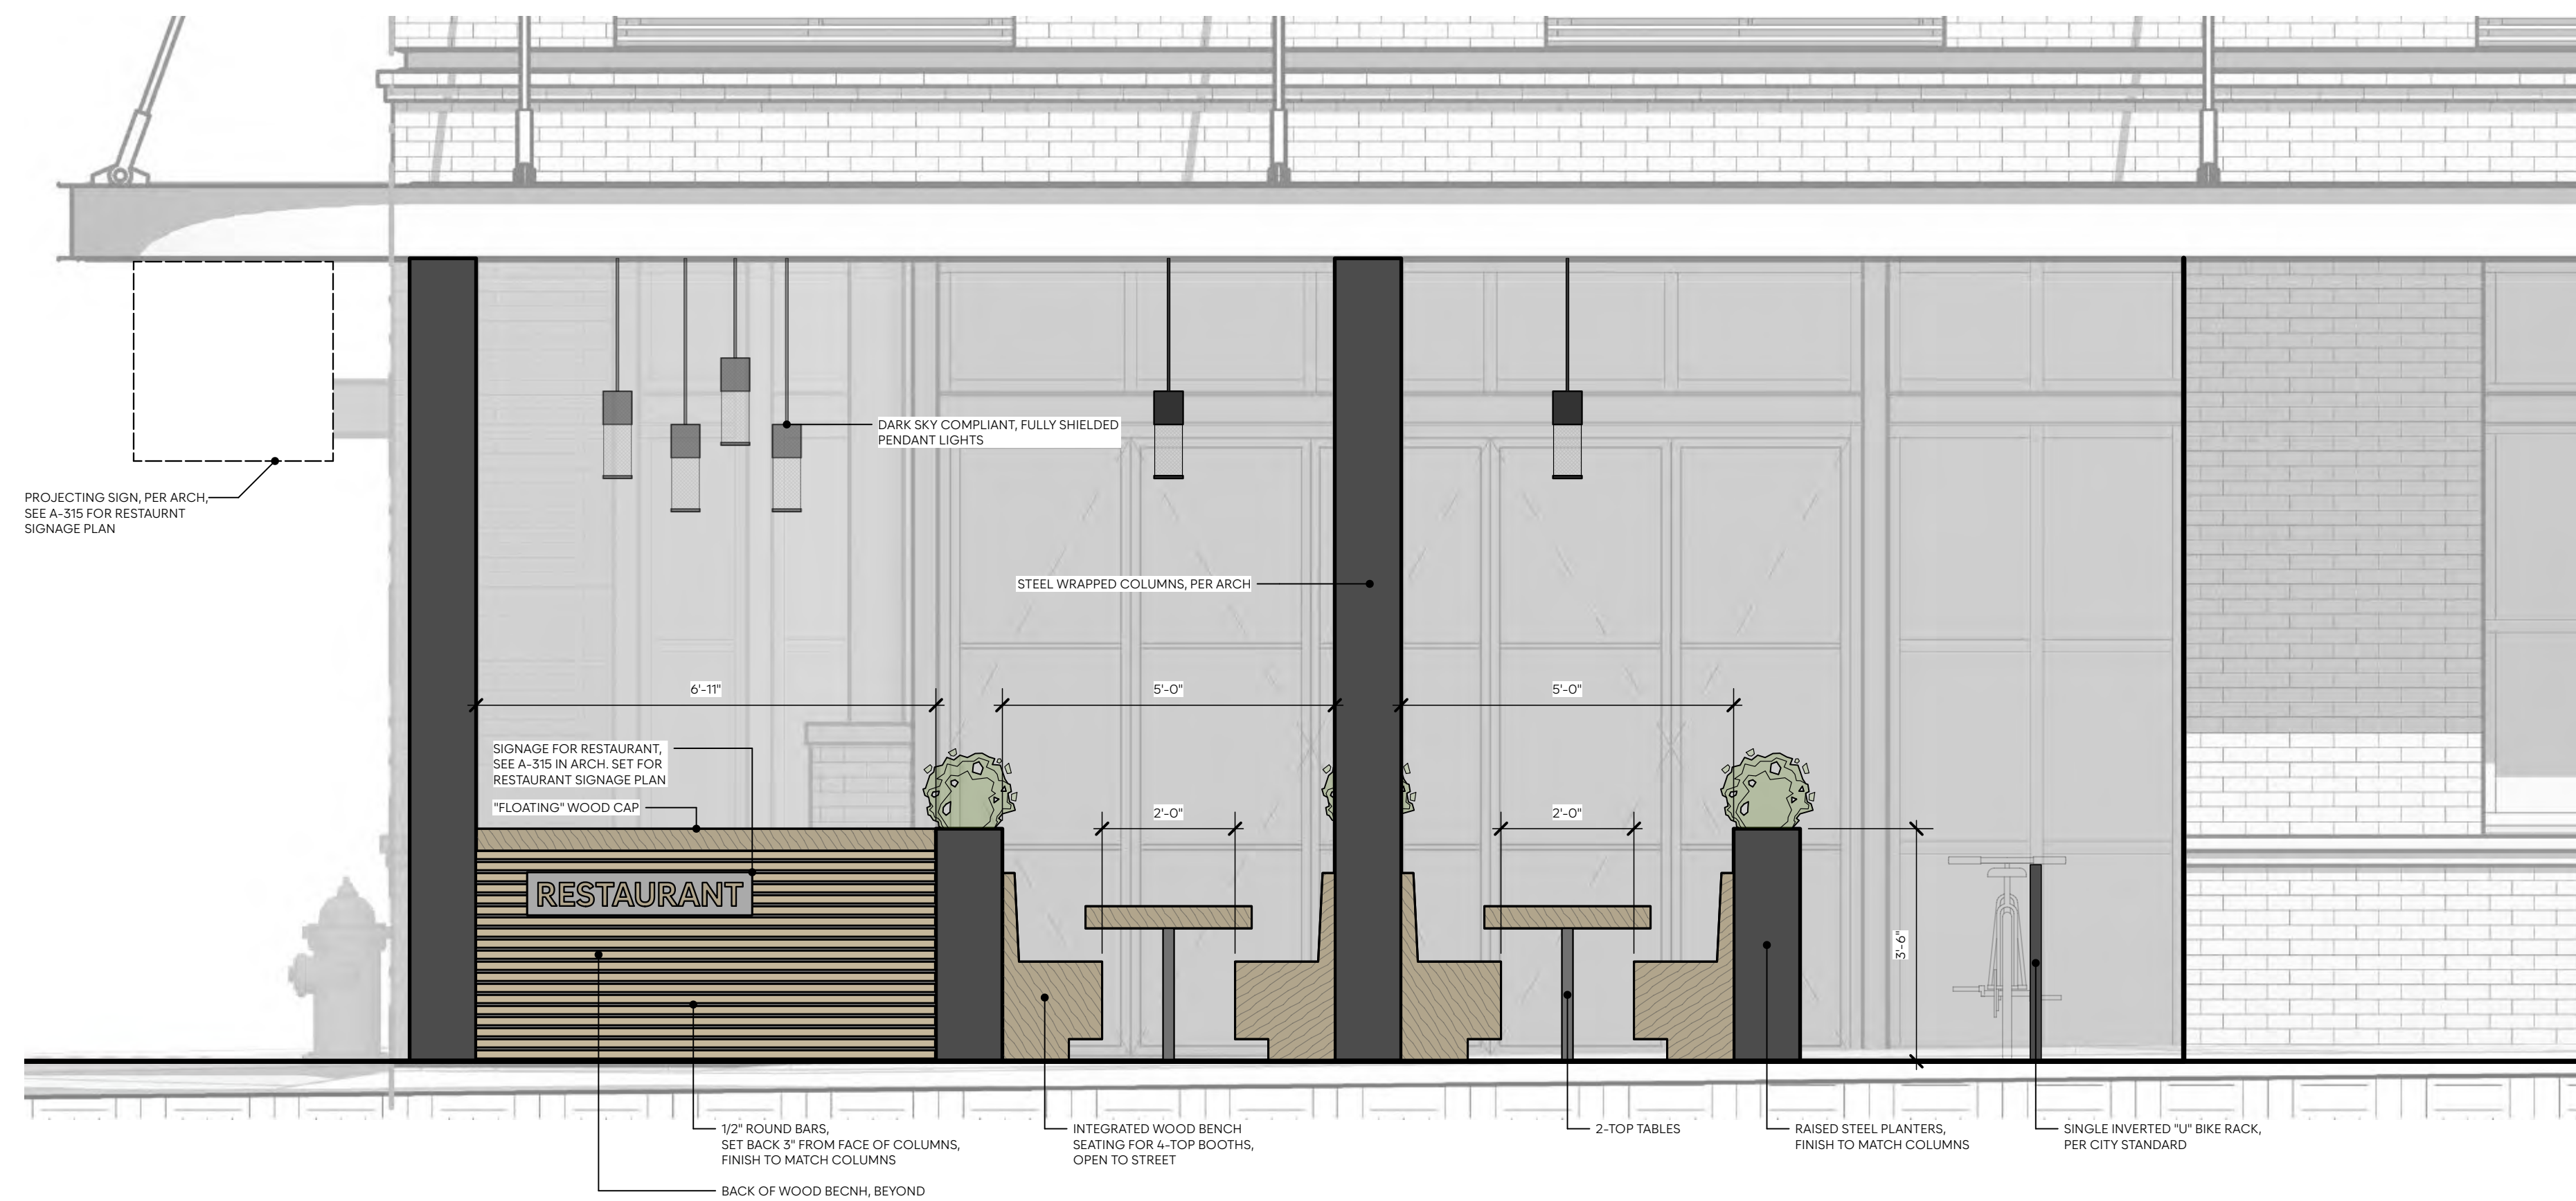 DARK SKY COMPLIANT, FULLY SHIELDED
PENDANT LIGHTS
PROJECTING SIGN, PER ARCH,
SEE A-315 FOR RESTAURNT
SIGNAGE PLAN
STEEL WRAPPED COLUMNS, PER ARCH
6'-11"
5'-0"
5'-0"
SIGNAGE FOR RESTAURANT,
SEE A-315 IN ARCH. SET FOR
RESTAURANT SIGNAGE PLAN
"FLOATING" WOOD CAP
2'-0"
2'-0"
RESTAURANT
3'-6"
1/2" ROUND BARS,
SET BACK 3" FROM FACE OF COLUMNS,
FINISH TO MATCH COLUMNS
BACK OF WOOD BECNH, BEYOND
INTEGRATED WOOD BENCH
SEATING FOR 4-TOP BOOTHS,
OPEN TO STREET
2-TOP TABLES
RAISED STEEL PLANTERS,
FINISH TO MATCH COLUMNS
SINGLE INVERTED "U" BIKE RACK,
PER CITY STANDARD